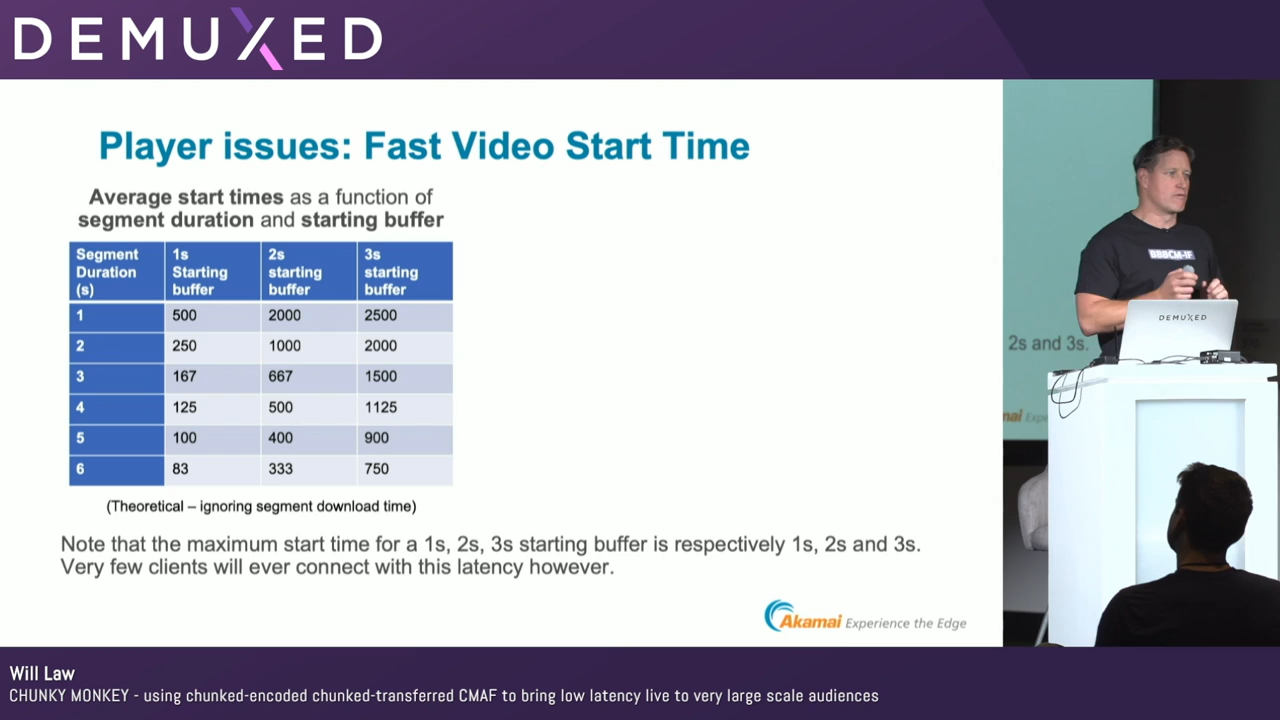 DEMUXED
Player issues: Fast Video Start Time
Average start times as a function of
segment duration and starting buffer
Segment Duration (s) 1s Starting buffer 2s starting buffer 3s starting buffer
1 500 2000 2500
2 250 1000 2000
3 167 667 1500
4 125 500 1125
5 100 400 900
6 83 333 750
(Theoretical – ignoring segment download time)
Note that the maximum start time for a 1s, 2s, 3s starting buffer is respectively 1s, 2s and 3s.
Very few clients will ever connect with this latency however.
Akamai Experience the Edge
BBBCM-IF
DEMUXED
2s and 3s.
Will Law
CHUNKY MONKEY - using chunked-encoded chunked-transferred CMAF to bring low latency live to very large scale audiences